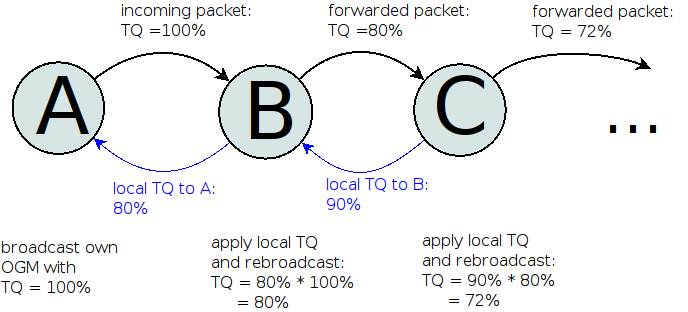 incoming packet:
TQ =100%
forwarded packet:
TQ =80%
forwarded packet:
TQ = 72%
A
B
C
...
local TQ to A:
80%
local TQ to B:
90%
broadcast own
OGM with
TQ = 100%
apply local TQ
and rebroadcast:
TQ = 80% * 100%
= 80%
apply local TQ
and rebroadcast:
TQ = 90% * 80%
= 72%